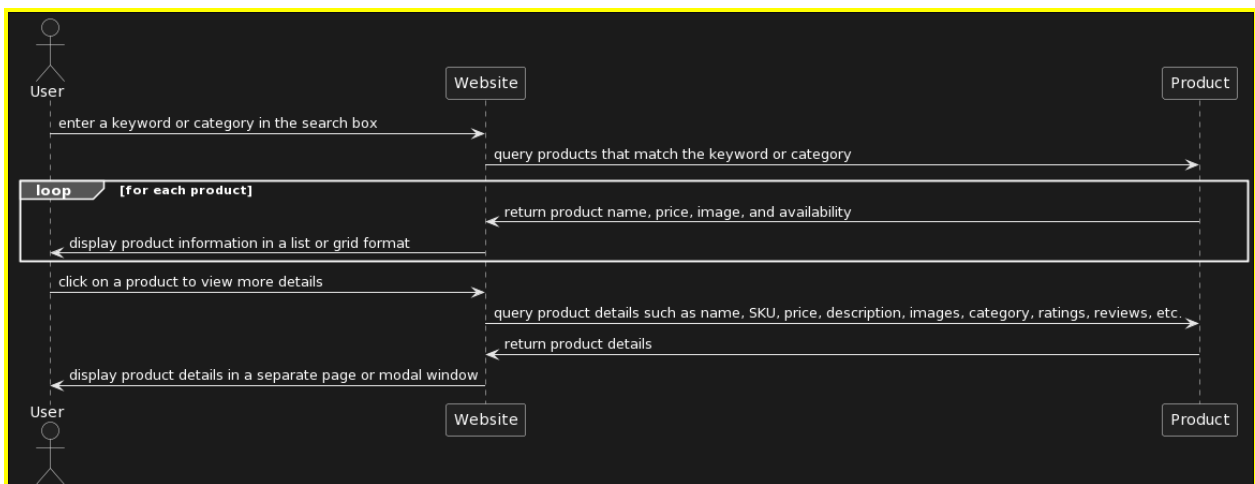 User
Website
Product
enter a keyword or category in the search box
query products that match the keyword or category
loop [for each product]
return product name, price, image, and availability
display product information in a list or grid format
click on a product to view more details
query product details such as name, SKU, price, description, images, category, ratings, reviews, etc.
return product details
display product details in a separate page or modal window
User
Website
Product